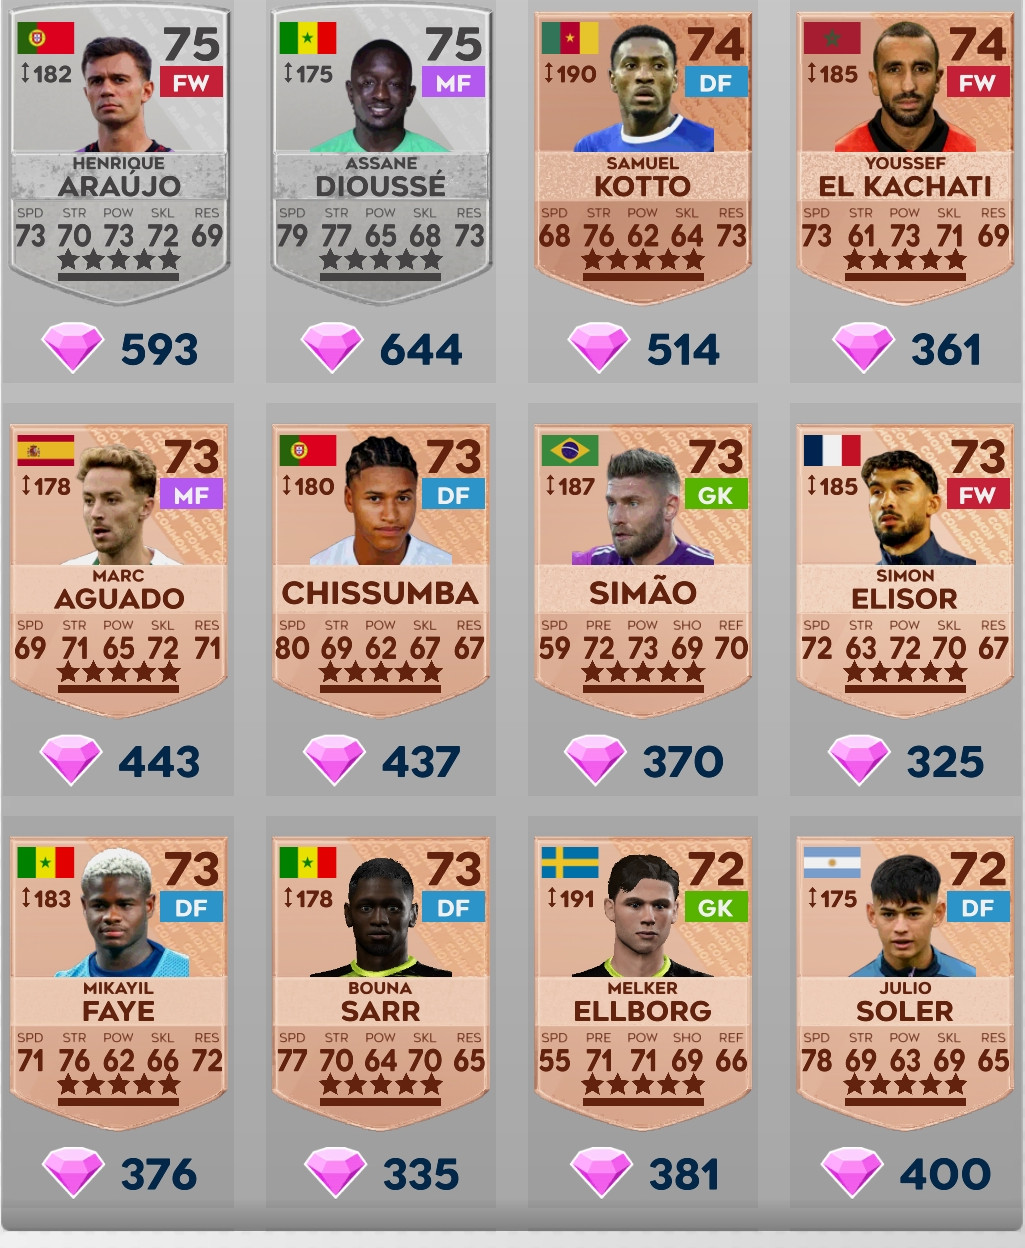 75
182
FW
HENRIQUE
ARAÚJO
SPD STR POW SKL RES
73 70 73 72 69
593
75
175
MF
ASSANE
DIOUSSÉ
SPD STR POW SKL RES
79 77 65 68 73
644
74
190
DF
SAMUEL
KOTTO
SPD STR POW SKL RES
68 76 62 64 73
514
74
185
FW
YOUSSEF
EL KACHATI
SPD STR POW SKL RES
73 61 73 71 69
361
73
178
MF
MARC
AGUADO
SPD STR POW SKL RES
69 71 65 72 71
443
73
180
DF
CHISSUMBA
SPD STR POW SKL RES
80 69 62 67 67
437
73
187
GK
SIMÃO
SPD PRE POW SHO REF
59 72 73 69 70
370
73
185
FW
SIMON
ELISOR
SPD STR POW SKL RES
72 63 72 70 67
325
73
183
DF
MIKAYIL
FAYE
SPD STR POW SKL RES
71 76 62 66 72
376
73
178
DF
BOUNA
SARR
SPD STR POW SKL RES
77 70 64 70 65
335
72
191
GK
MELKER
ELLBORG
SPD PRE POW SHO REF
55 71 71 69 66
381
72
175
DF
JULIO
SOLER
SPD STR POW SKL RES
78 69 63 69 65
400